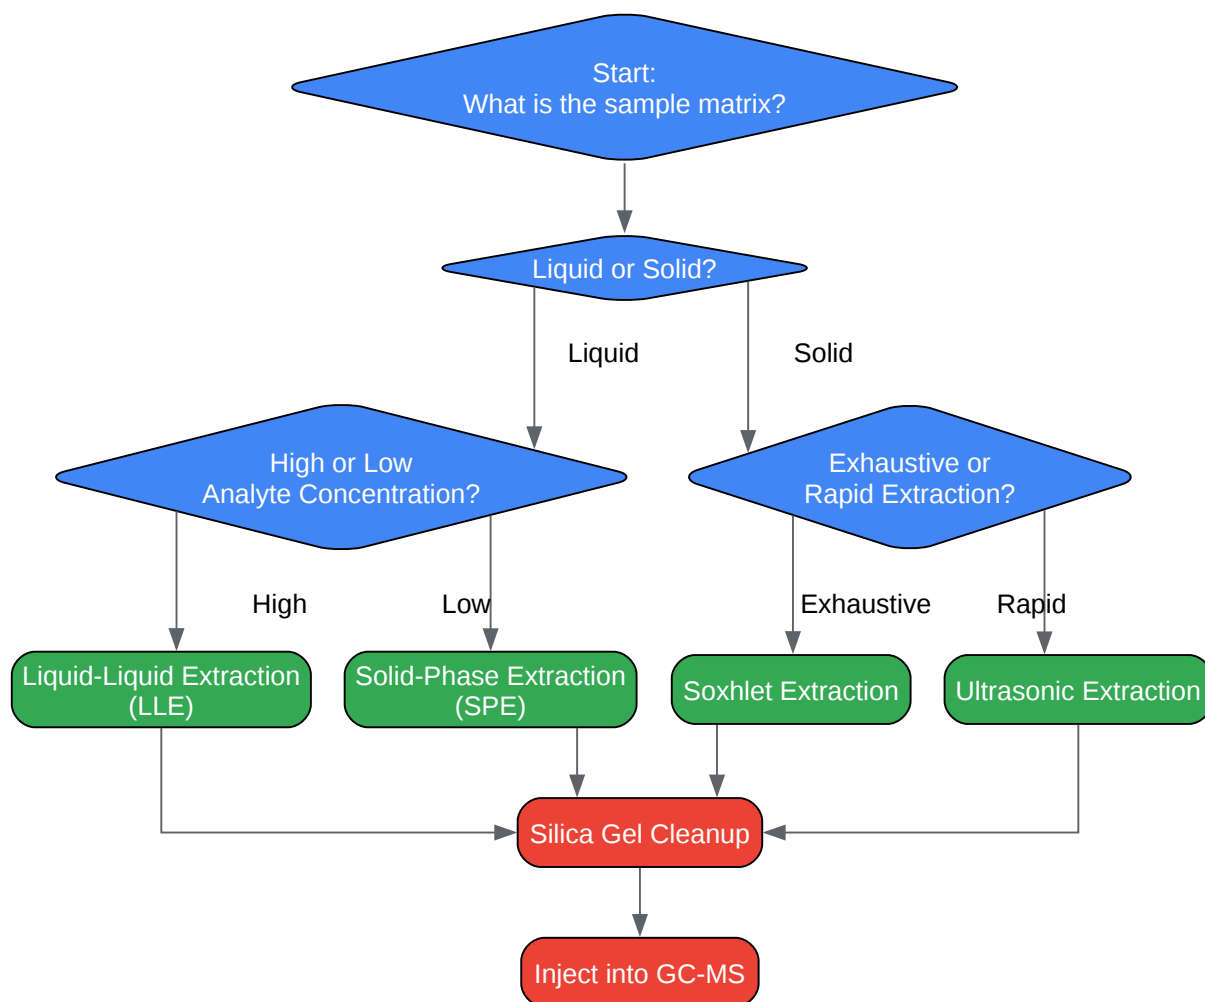 Start:
What is the sample matrix?
Liquid or Solid?
Liquid
Solid
High or Low
Analyte Concentration?
Exhaustive or
Rapid Extraction?
High
Low
Exhaustive
Rapid
Liquid-Liquid Extraction
(LLE)
Solid-Phase Extraction
(SPE)
Soxhlet Extraction
Ultrasonic Extraction
Silica Gel Cleanup
Inject into GC-MS